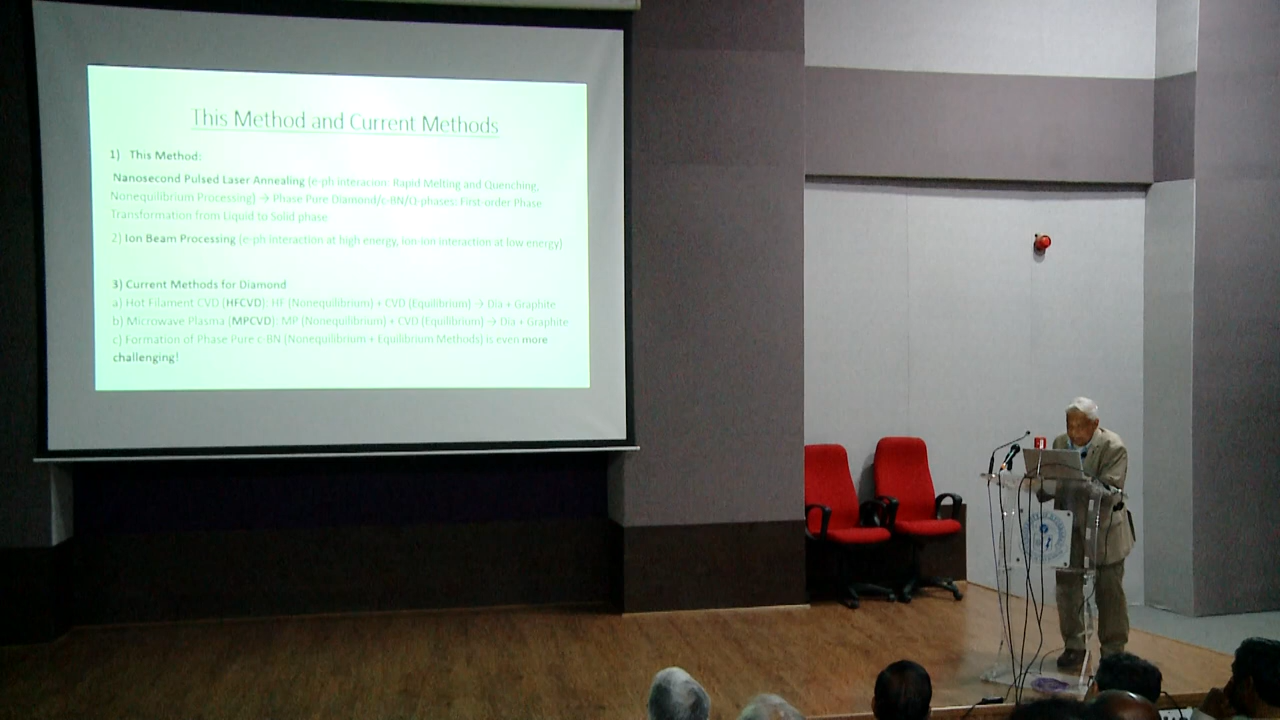 This Method and Current Methods
1) This Method:
Nanosecond Pulsed Laser Annealing (e-ph interacion: Rapid Melting and Quenching,
Nonequilibrium Processing) → Phase Pure Diamond/c-BN/Q-phases: First-order Phase
Transformation from Liquid to Solid phase
2) Ion Beam Processing (e-ph interaction at high energy, ion-ion interaction at low energy)
3) Current Methods for Diamond
a) Hot Filament CVD (HFCVD): HF (Nonequilibrium) + CVD (Equilibrium) → Dia + Graphite
b) Microwave Plasma (MPCVD): MP (Nonequilibrium) + CVD (Equilibrium) → Dia + Graphite
c) Formation of Phase Pure c-BN (Nonequilibrium + Equilibrium Methods) is even more
challenging!